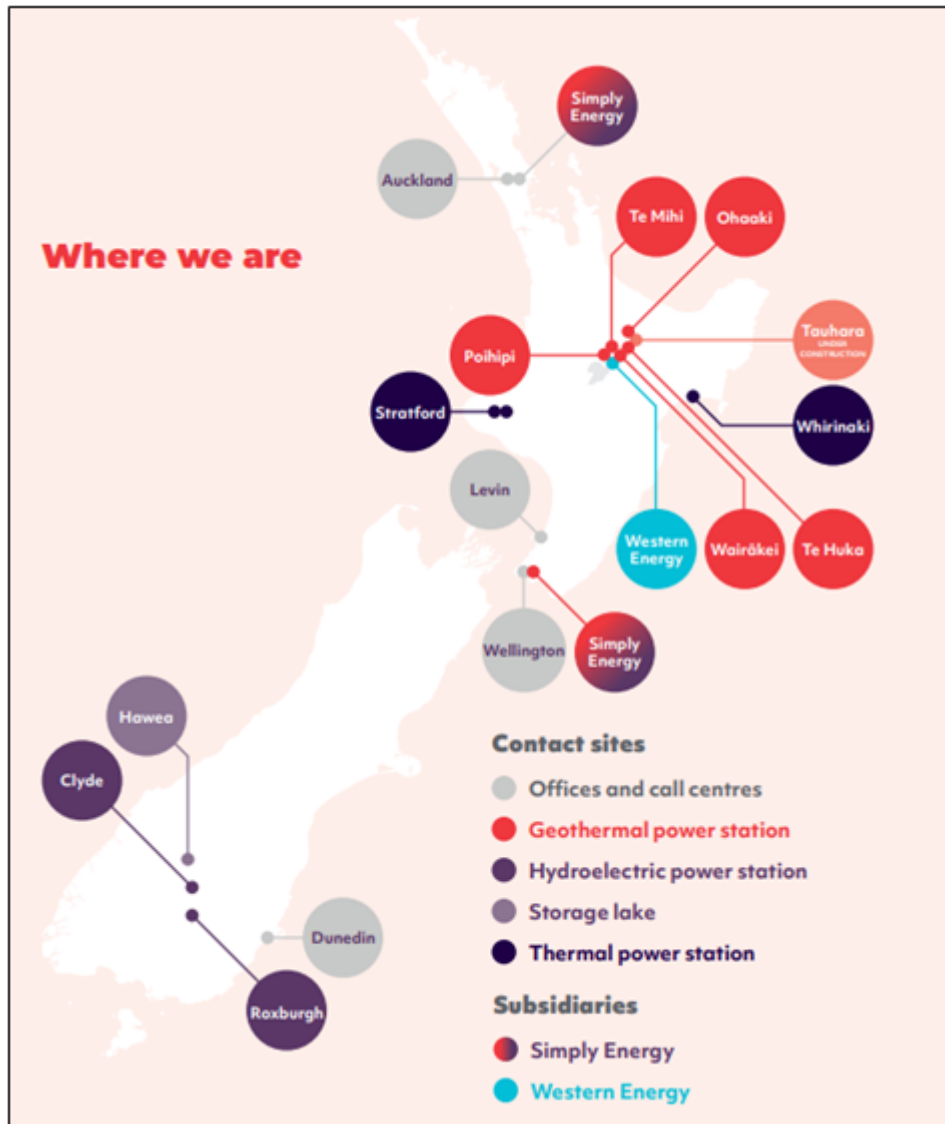 Simply
Energy
Auckland
Te Mihi
Ohaaki
Where we are
Tauhara
UNDER
CONSTRUCTION
Poihipi
Stratford
Whirinaki
Levin
Western
Energy
Wairākei
Te Huka
Wellington
Simply
Energy
Hawea
Clyde
Dunedin
Roxburgh
Contact sites
Offices and call centres
Geothermal power station
Hydroelectric power station
Storage lake
Thermal power station
Subsidiaries
Simply Energy
Western Energy